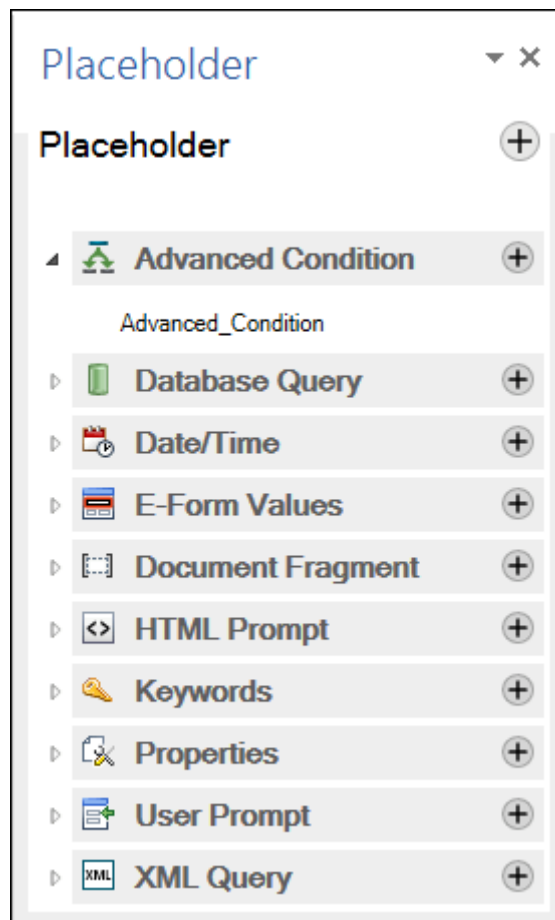 Placeholder
Placeholder
Advanced Condition
Advanced_Condition
Database Query
Date/Time
E-Form Values
Document Fragment
HTML Prompt
Keywords
Properties
User Prompt
XML XML Query